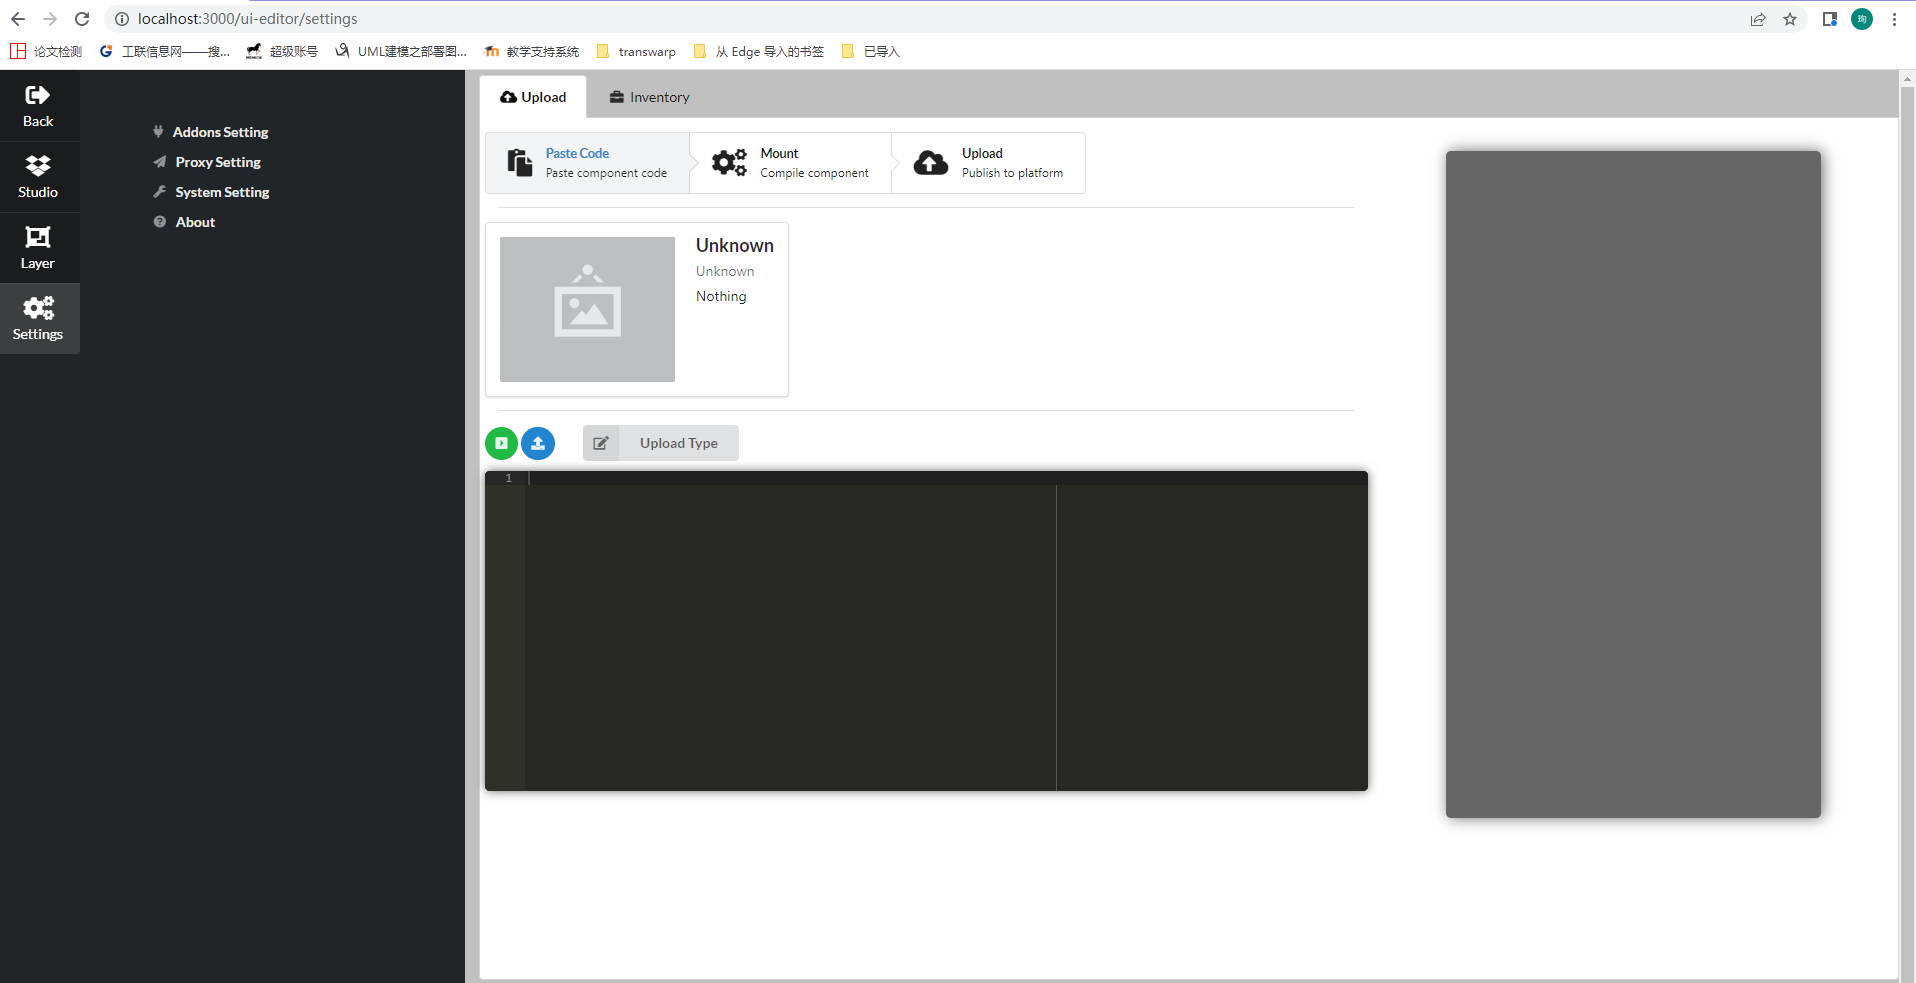 localhost:3000/ui-editor/settings
论文检测
工联信息网——搜...
超级账号
UML建模之部署图...
教学支持系统
transwarp
从 Edge 导入的书签
已导入
Back
Studio
Layer
Settings
Addons Setting
Proxy Setting
System Setting
About
Upload
Inventory
Paste Code
Paste component code
Mount
Compile component
Upload
Publish to platform
Unknown
Unknown
Nothing
Upload Type
1